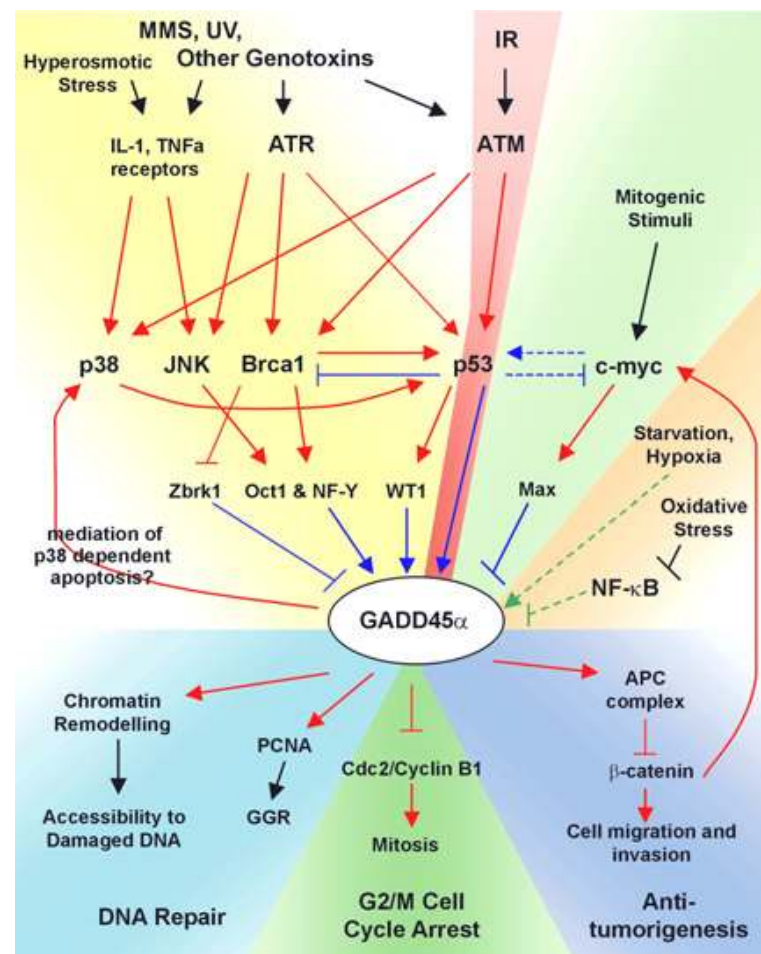 MMS, UV,
Other Genotoxins
Hyperosmotic
Stress
IR
IL-1, TNFa
receptors
ATR
ATM
Mitogenic
Stimuli
p38
JNK
Brca1
p53
c-myc
Starvation,
Hypoxia
Zbrk1
Oct1 & NF-Y
WT1
Max
Oxidative
Stress
mediation of
p38 dependent
apoptosis?
NF-κB
GADD45α
Chromatin
Remodelling
APC
complex
PCNA
Cdc2/Cyclin B1
β-catenin
Accessibility to
Damaged DNA
GGR
Mitosis
Cell migration and
invasion
DNA Repair
G2/M Cell
Cycle Arrest
Anti-
tumorigenesis